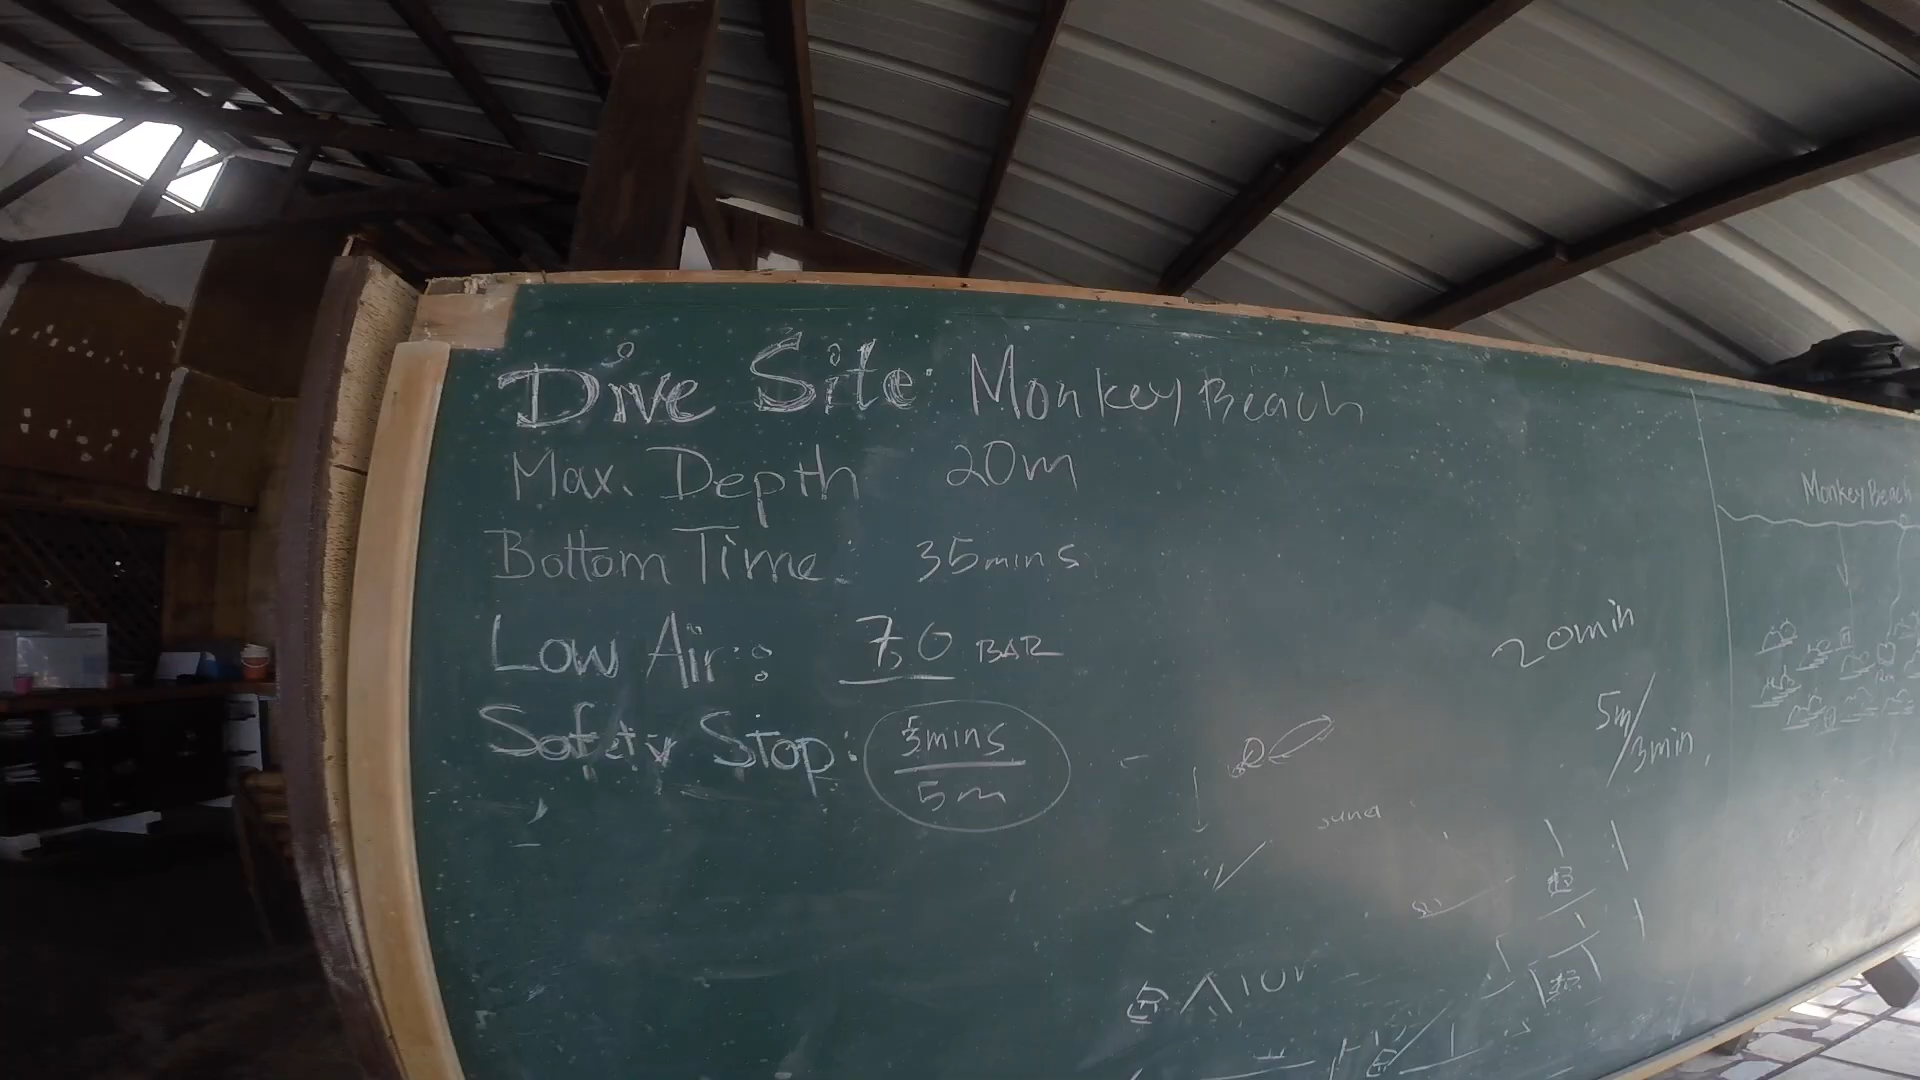 Dive Site: Monkey Beach
Max. Depth 20m
Bottom Time: 35mins
Low Air: 70 BAR
Safety Stop: 3mins
5m
20min
5m/3min.
Monkey Beach